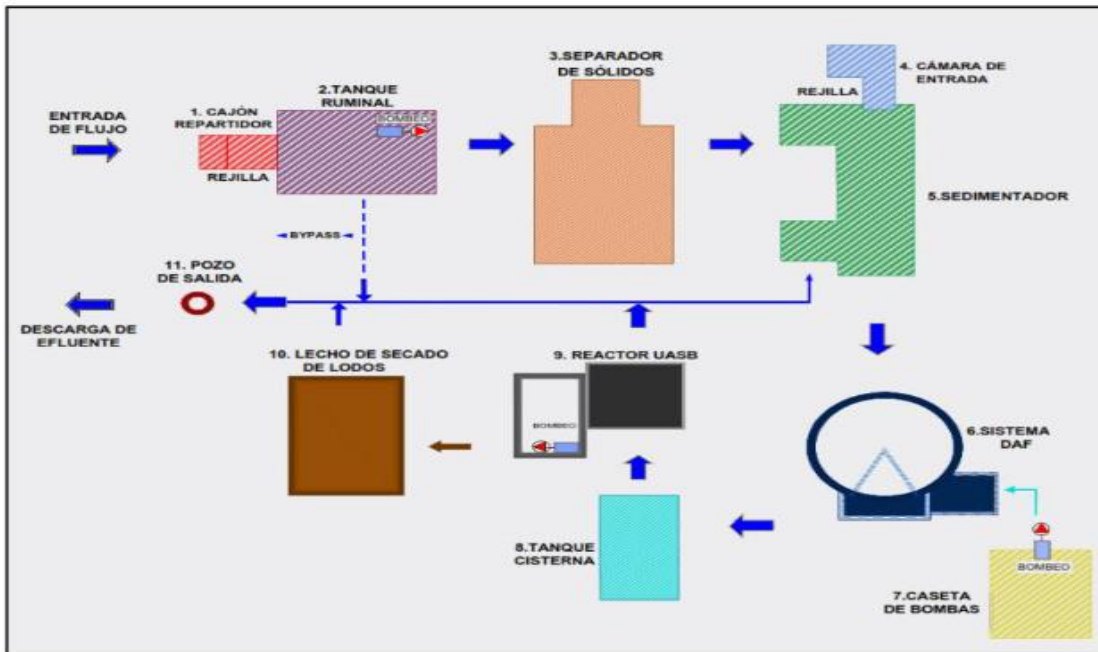 ENTRADA
DE FLUJO
1. CAJÓN
REPARTIDOR
REJILLA
2.TANQUE
RUMINAL
BOMBEO
3.SEPARADOR
DE SÓLIDOS
4. CÁMARA DE
ENTRADA
REJILLA
5.SEDIMENTADOR
BYPASS
11. POZO
DE SALIDA
DESCARGA DE
EFLUENTE
10. LECHO DE SECADO
DE LODOS
9. REACTOR UASB
BOMBEO
6.SISTEMA
DAF
8.TANQUE
CISTERNA
BOMBEO
7.CASETA
DE BOMBAS